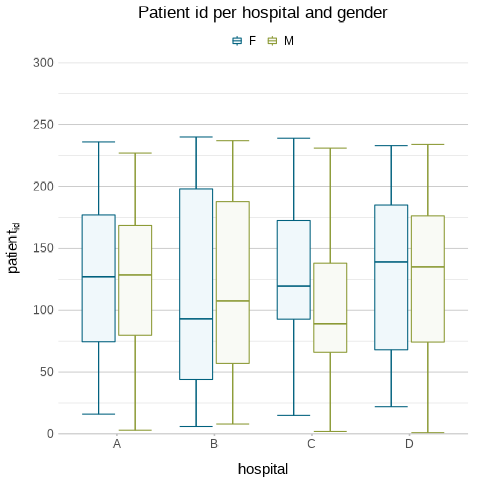 Patient id per hospital and gender
F M
300
250
200
150
100
50
0
patient_id
A B C D
hospital